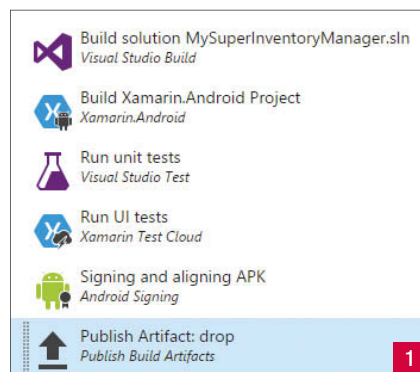 Build solution MySuperInventoryManager.sln
Visual Studio Build
Build Xamarin.Android Project
Xamarin.Android
Run unit tests
Visual Studio Test
Run UI tests
Xamarin Test Cloud
Signing and aligning APK
Android Signing
Publish Artifact: drop
Publish Build Artifacts
1